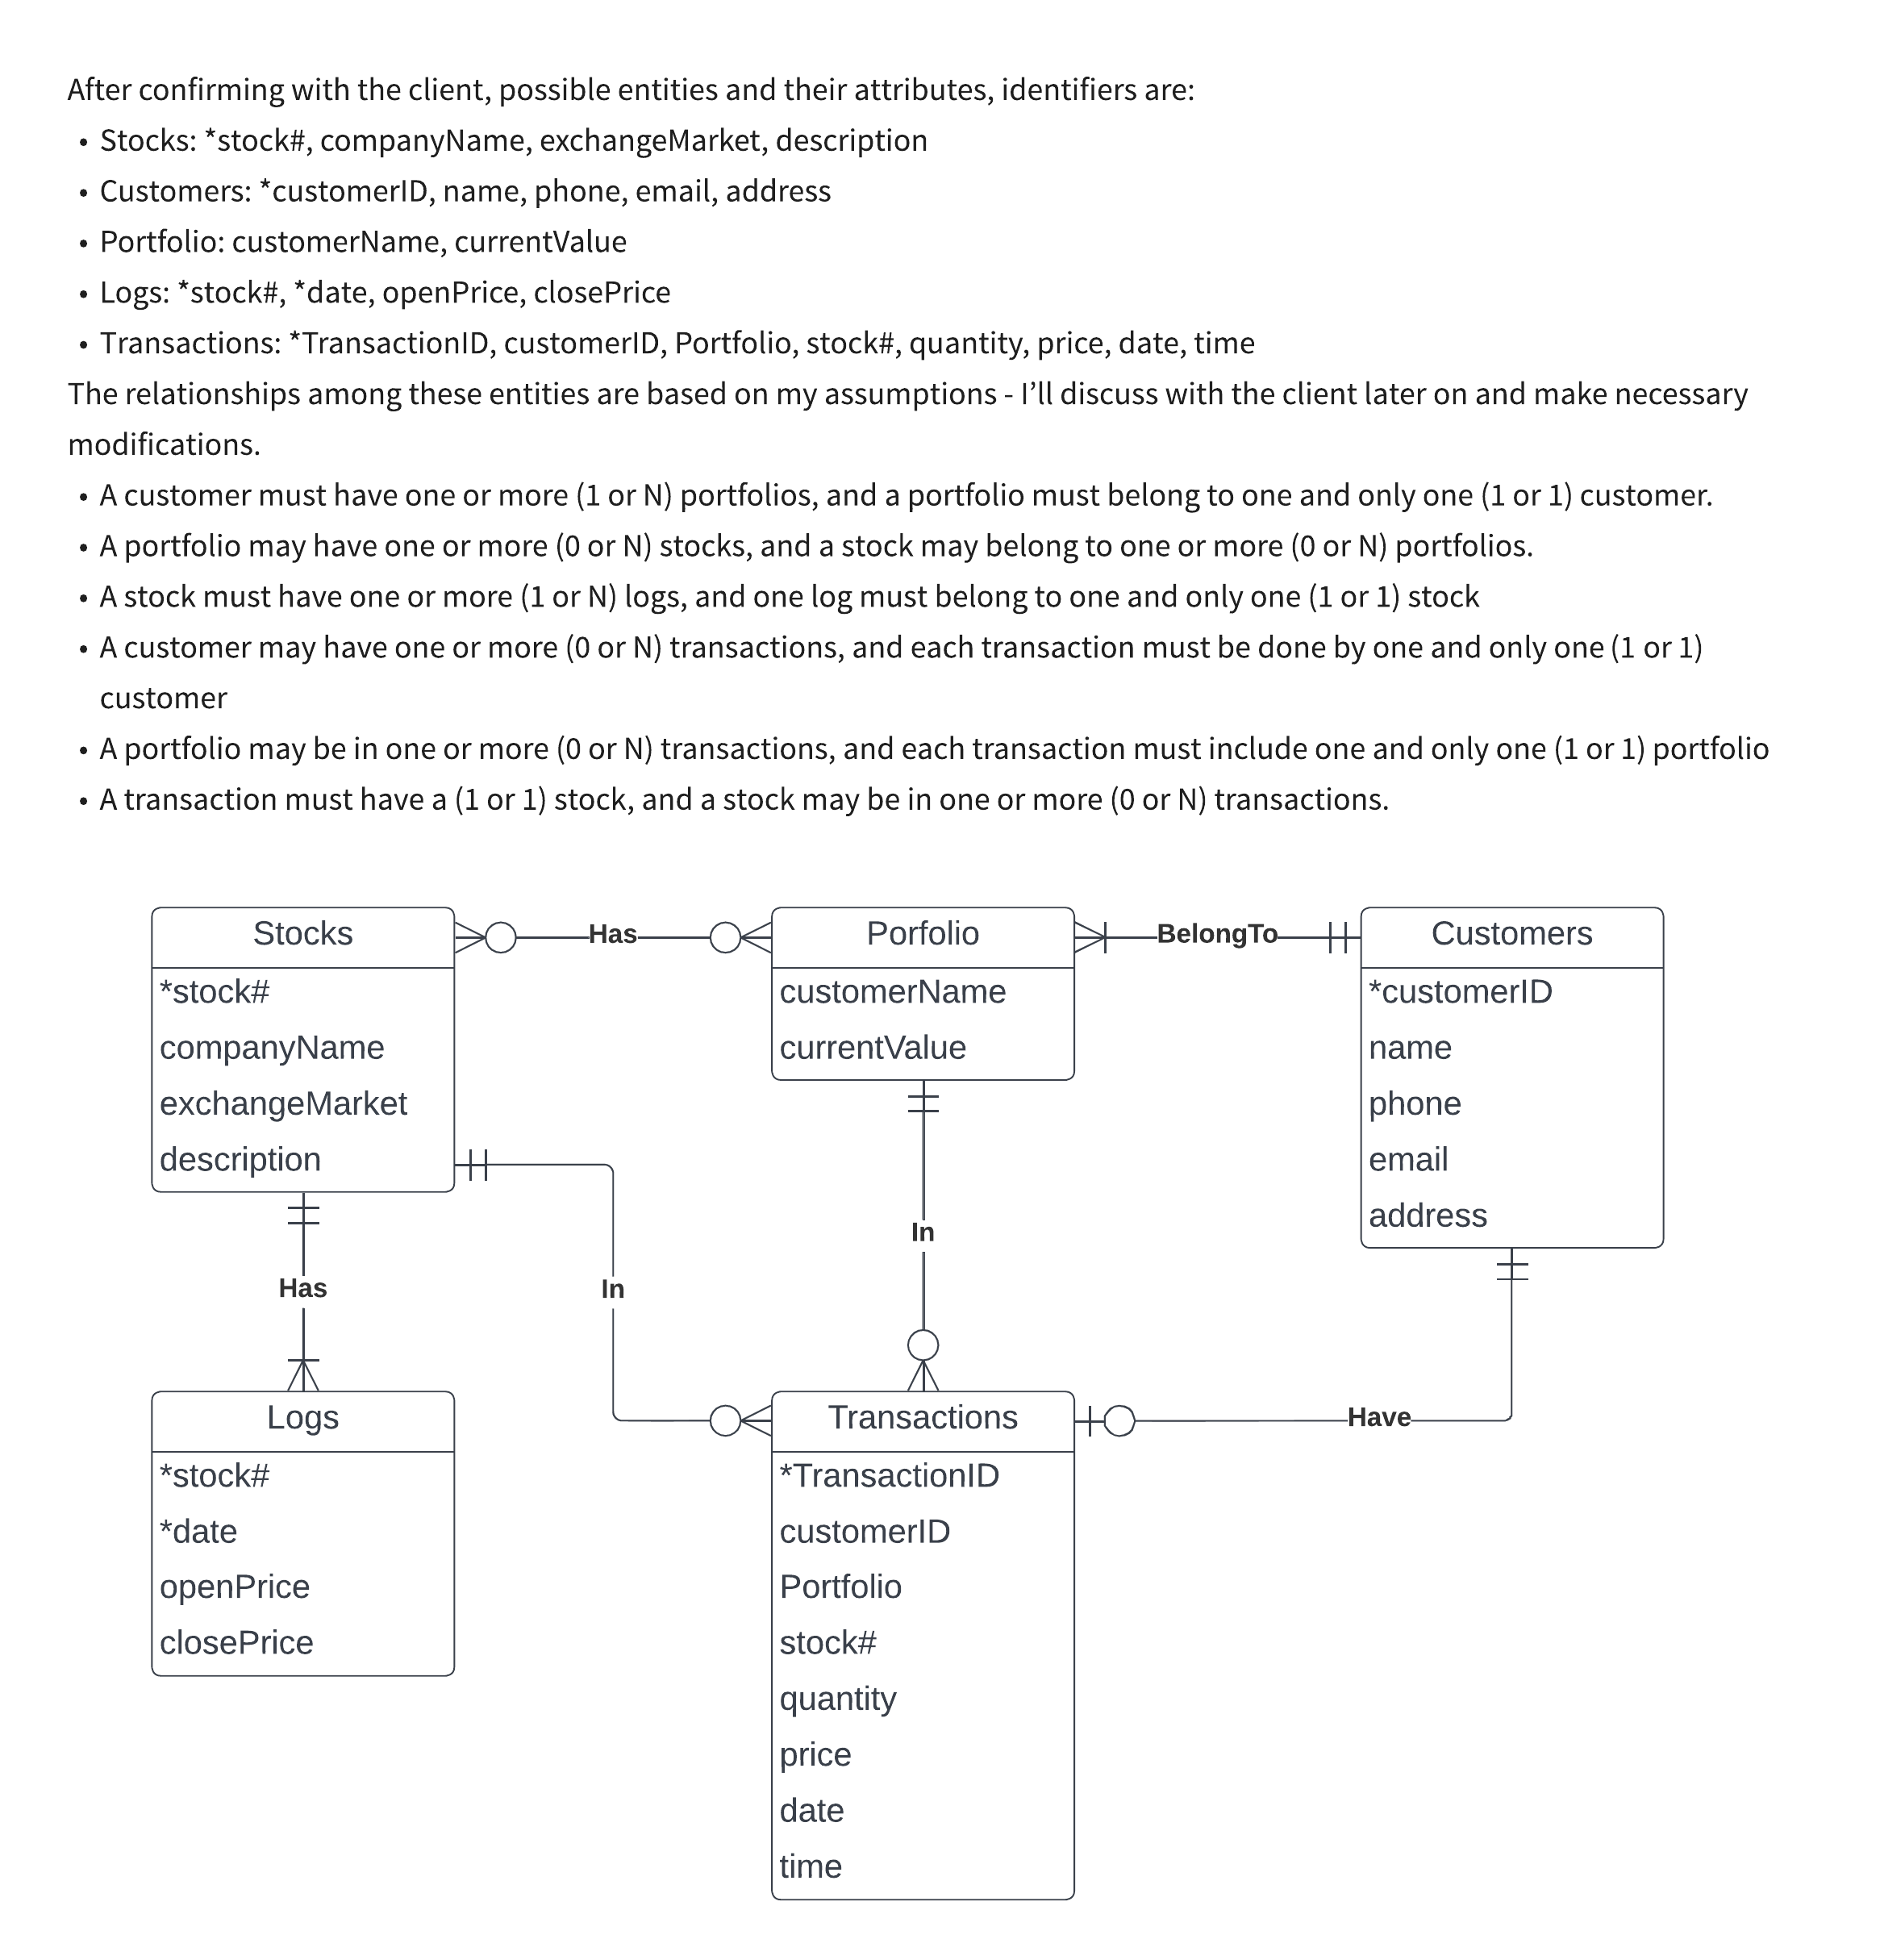 After confirming with the client, possible entities and their attributes, identifiers are:
• Stocks: *stock#, companyName, exchangeMarket, description
• Customers: *customerID, name, phone, email, address
• Portfolio: customerName, currentValue
• Logs: *stock#, *date, openPrice, closePrice
• Transactions: *TransactionID, customerID, Portfolio, stock#, quantity, price, date, time
The relationships among these entities are based on my assumptions - I’ll discuss with the client later on and make necessary
modifications.
• A customer must have one or more (1 or N) portfolios, and a portfolio must belong to one and only one (1 or 1) customer.
• A portfolio may have one or more (0 or N) stocks, and a stock may belong to one or more (0 or N) portfolios.
• A stock must have one or more (1 or N) logs, and one log must belong to one and only one (1 or 1) stock
• A customer may have one or more (0 or N) transactions, and each transaction must be done by one and only one (1 or 1)
customer
• A portfolio may be in one or more (0 or N) transactions, and each transaction must include one and only one (1 or 1) portfolio
• A transaction must have a (1 or 1) stock, and a stock may be in one or more (0 or N) transactions.
Stocks
*stock#
companyName
exchangeMarket
description
Has
Porfolio
customerName
currentValue
BelongTo
Customers
*customerID
name
phone
email
address
Has
In
In
Have
Logs
*stock#
*date
openPrice
closePrice
Transactions
*TransactionID
customerID
Portfolio
stock#
quantity
price
date
time